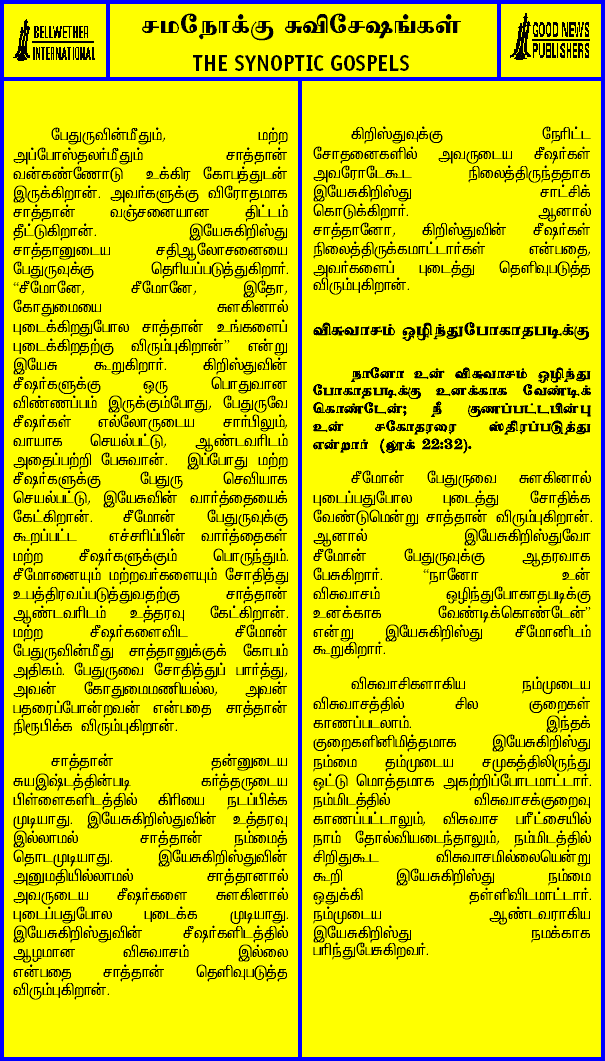 BELLWETHER
INTERNATIONAL
சமநோக்கு சுவிசேஷங்கள்
THE SYNOPTIC GOSPELS
GOOD NEWS
PUBLISHERS
பேதுருவின்மீதும், மற்ற
அப்போஸ்தலர்மீதும் சாத்தான்
வன்கண்ணோடு உக்கிர கோபத்துடன்
இருக்கிறான். அவர்களுக்கு விரோதமாக
சாத்தான் வஞ்சனையான திட்டம்
தீட்டுகிறான். இயேசுகிறிஸ்து
சாத்தானுடைய சதிஆலோசனையை
பேதுருவுக்கு தெரியப்படுத்துகிறார்.
“சீமோனே, சீமோனே, இதோ,
கோதுமையை சுளகினால்
புடைக்கிறதுபோல சாத்தான் உங்களைப்
புடைக்கிறதற்கு விரும்புகிறான்” என்று
இயேசு கூறுகிறார். கிறிஸ்துவின்
சீஷர்களுக்கு ஒரு பொதுவான
விண்ணப்பம் இருக்கும்போது, பேதுருவே
சீஷர்கள் எல்லோருடைய சார்பிலும்,
வாயாக செயல்பட்டு, ஆண்டவரிடம்
அதைப்பற்றி பேசுவான். இப்போது மற்ற
சீஷர்களுக்கு பேதுரு செவியாக
செயல்பட்டு, இயேசுவின் வார்த்தையைக்
கேட்கிறான். சீமோன் பேதுருவுக்கு
கூறப்பட்ட எச்சரிப்பின் வார்த்தைகள்
மற்ற சீஷர்களுக்கும் பொருந்தும்.
சீமோனையும் மற்றவர்களையும் சோதித்து
உபத்திரவப்படுத்துவதற்கு சாத்தான்
ஆண்டவரிடம் உத்தரவு கேட்கிறான்.
மற்ற சீஷர்களைவிட சீமோன்
பேதுருவின்மீது சாத்தானுக்குக் கோபம்
அதிகம். பேதுருவை சோதித்துப் பார்த்து,
அவன் கோதுமைமணியல்ல, அவன்
பதரைப்போன்றவன் என்பதை சாத்தான்
நிரூபிக்க விரும்புகிறான்.
சாத்தான் தன்னுடைய
சுயஇஷ்டத்தின்படி கர்த்தருடைய
பிள்ளைகளிடத்தில் கிரியை நடப்பிக்க
முடியாது. இயேசுகிறிஸ்துவின் உத்தரவு
இல்லாமல் சாத்தான் நம்மைத்
தொடமுடியாது. இயேசுகிறிஸ்துவின்
அனுமதியில்லாமல் சாத்தானால்
அவருடைய சீஷர்களை சுளகினால்
புடைப்பதுபோல புடைக்க முடியாது.
இயேசுகிறிஸ்துவின் சீஷர்களிடத்தில்
ஆழமான விசுவாசம் இல்லை
என்பதை சாத்தான் தெளிவுபடுத்த
விரும்புகிறான்.
கிறிஸ்துவுக்கு நேரிட்ட
சோதனைகளில் அவருடைய சீஷர்கள்
அவரோடேகூட நிலைத்திருந்ததாக
இயேசுகிறிஸ்து சாட்சிக்
கொடுக்கிறார். ஆனால்
சாத்தானோ, கிறிஸ்துவின் சீஷர்கள்
நிலைத்திருக்கமாட்டார்கள் என்பதை,
அவர்களைப் புடைத்து தெளிவுபடுத்த
விரும்புகிறான்.
விசுவாசம் ஒழிந்துபோகாதபடிக்கு
நானோ உன் விசுவாசம் ஒழிந்து
போகாதபடிக்கு உனக்காக வேண்டிக்
கொண்டேன்; நீ குணப்பட்டபின்பு
உன் சகோதரரை ஸ்திரப்படுத்து
என்றார் (லூக் 22:32).
சீமோன் பேதுருவை சுளகினால்
புடைப்பதுபோல புடைத்து சோதிக்க
வேண்டுமென்று சாத்தான் விரும்புகிறான்.
ஆனால் இயேசுகிறிஸ்துவோ
சீமோன் பேதுருவுக்கு ஆதரவாக
பேசுகிறார். “நானோ உன்
விசுவாசம் ஒழிந்துபோகாதபடிக்கு
உனக்காக வேண்டிக்கொண்டேன்”
என்று இயேசுகிறிஸ்து சீமோனிடம்
கூறுகிறார்.
விசுவாசிகளாகிய நம்முடைய
விசுவாசத்தில் சில குறைகள்
காணப்படலாம். இந்தக்
குறைகளினிமித்தமாக இயேசுகிறிஸ்து
நம்மை தம்முடைய சமுகத்திலிருந்து
ஒட்டு மொத்தமாக அகற்றிப்போடமாட்டார்.
நம்மிடத்தில் விசுவாசக்குறைவு
காணப்பட்டாலும், விசுவாச பரீட்சையில்
நாம் தோல்வியடைந்தாலும், நம்மிடத்தில்
சிறிதுகூட விசுவாசமில்லையென்று
கூறி இயேசுகிறிஸ்து நம்மை
ஒதுக்கி தள்ளிவிடமாட்டார்.
நம்முடைய ஆண்டவராகிய
இயேசுகிறிஸ்து நமக்காக
பரிந்துபேசுகிறவர்.